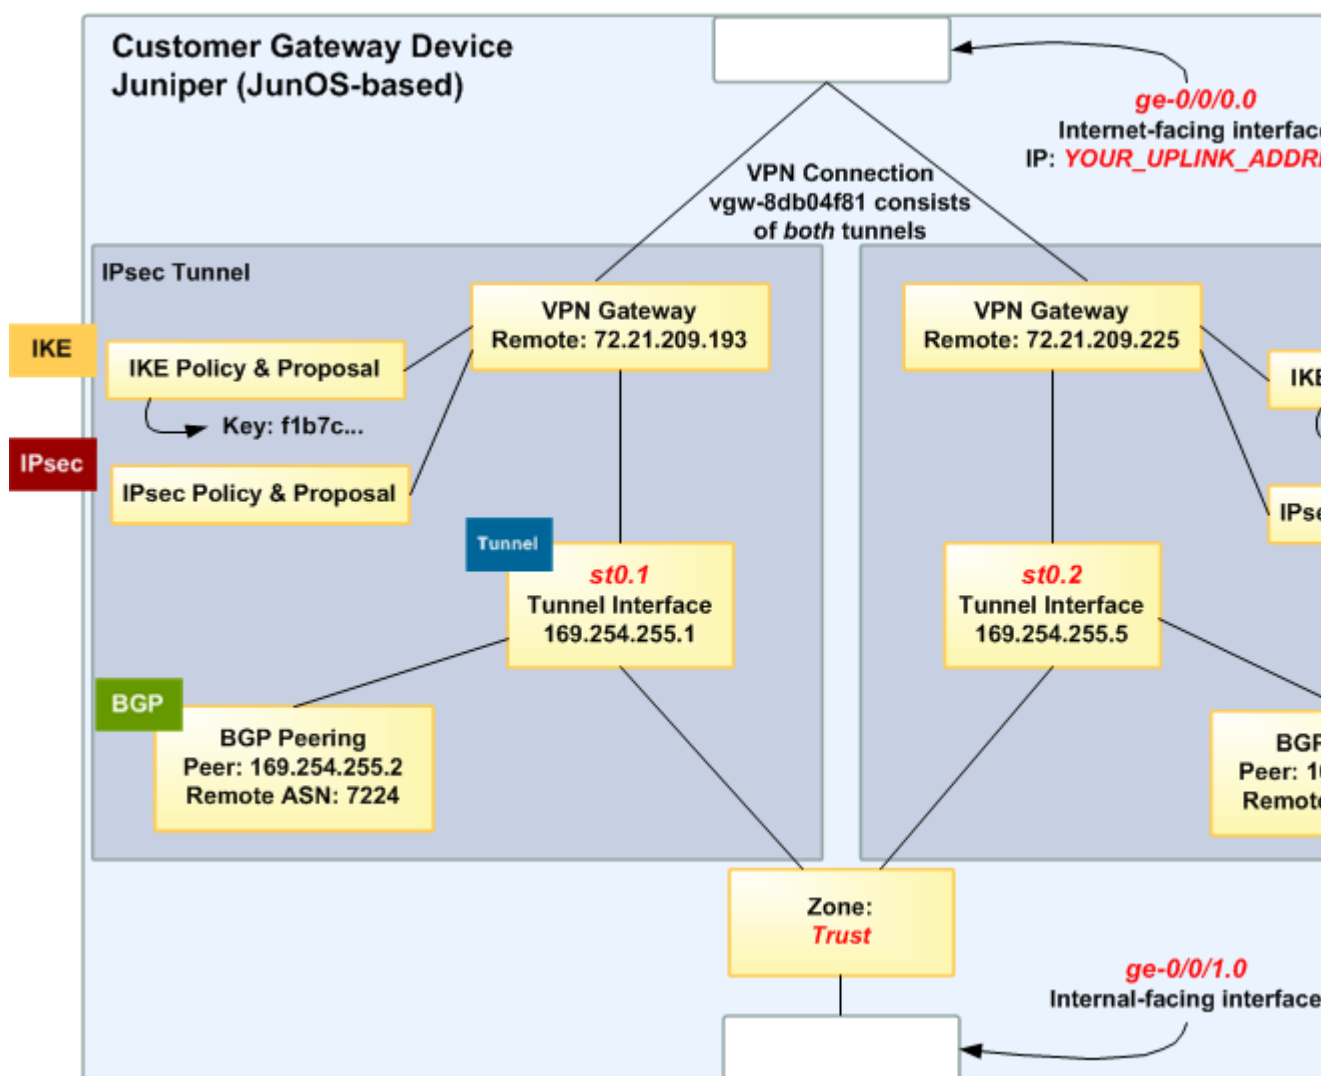 Customer Gateway Device
Juniper (JunOS-based)
ge-0/0/0.0
Internet-facing interface
IP: YOUR_UPLINK_ADDR
VPN Connection
vgw-8db04f81 consists
of both tunnels
IPsec Tunnel
VPN Gateway
Remote: 72.21.209.193
VPN Gateway
Remote: 72.21.209.225
IKE
IKE Policy & Proposal
IKE
Key: f1b7c...
IPsec
IPsec Policy & Proposal
IPse
Tunnel
st0.1
Tunnel Interface
169.254.255.1
st0.2
Tunnel Interface
169.254.255.5
BGP
BGP Peering
Peer: 169.254.255.2
Remote ASN: 7224
BGP
Peer: 1
Remote
Zone:
Trust
ge-0/0/1.0
Internal-facing interface